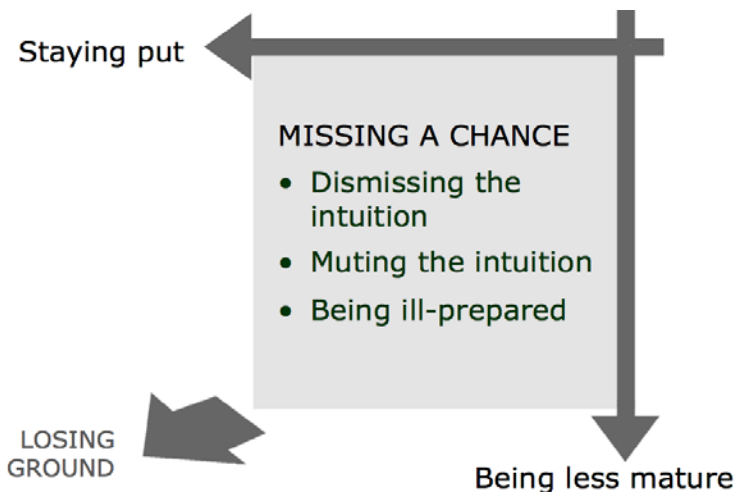 Staying put
MISSING A CHANCE
• Dismissing the
intuition
• Muting the intuition
• Being ill-prepared
LOSING
GROUND
Being less mature